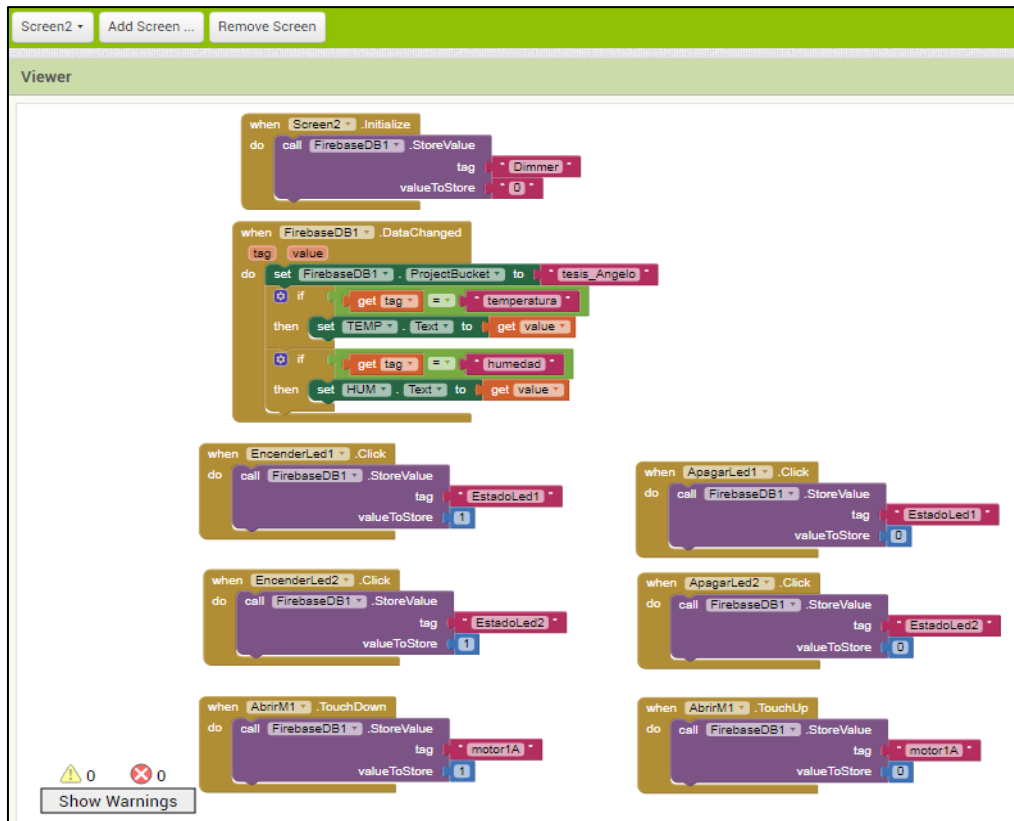 Screen2 Add Screen ... Remove Screen
Viewer
when Screen2 .Initialize
do call FirebaseDB1 .StoreValue
tag " Dimmer "
valueToStore " 0 "
when FirebaseDB1 .DataChanged
tag value
do set FirebaseDB1 . ProjectBucket to " tesis_Angelo "
if get tag = " temperatura "
then set TEMP . Text to get value
if get tag = " humedad "
then set HUM . Text to get value
when EncenderLed1 .Click
do call FirebaseDB1 .StoreValue
tag " EstadoLed1 "
valueToStore 1
when ApagarLed1 .Click
do call FirebaseDB1 .StoreValue
tag " EstadoLed1 "
valueToStore 0
when EncenderLed2 .Click
do call FirebaseDB1 .StoreValue
tag " EstadoLed2 "
valueToStore 1
when ApagarLed2 .Click
do call FirebaseDB1 .StoreValue
tag " EstadoLed2 "
valueToStore 0
when AbrirM1 .TouchDown
do call FirebaseDB1 .StoreValue
tag " motor1A "
valueToStore 1
when AbrirM1 .TouchUp
do call FirebaseDB1 .StoreValue
tag " motor1A "
valueToStore 0
0 0
Show Warnings